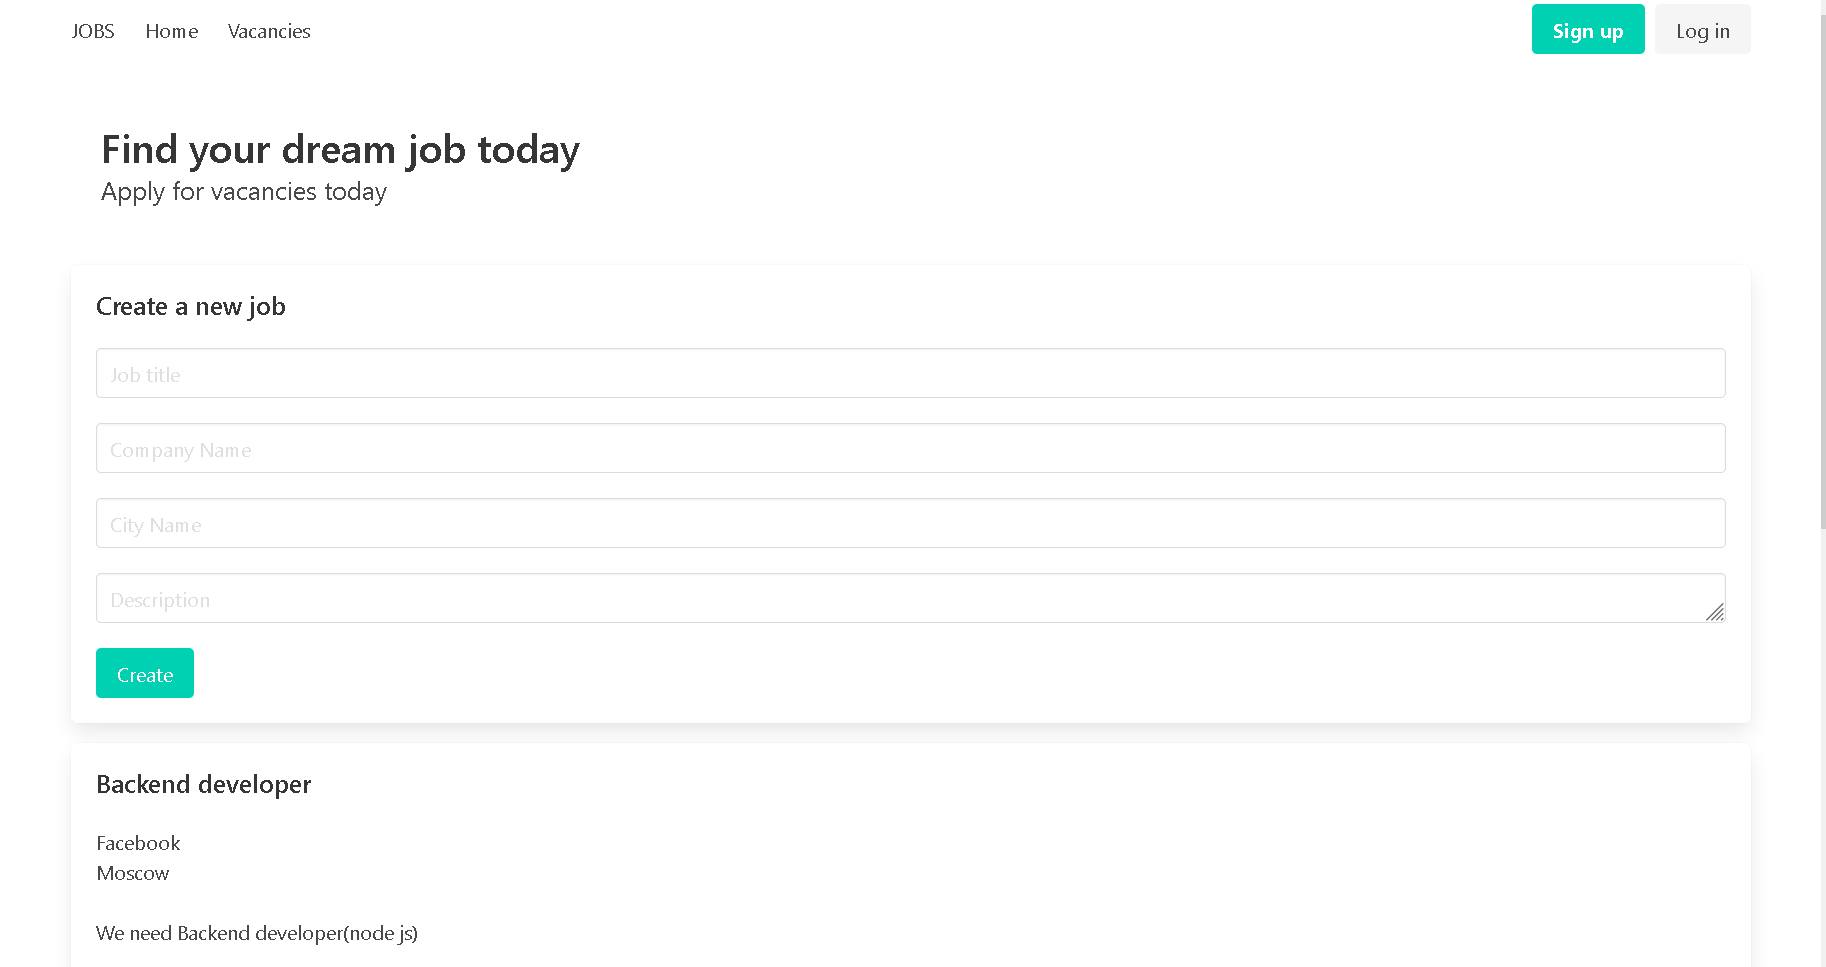 JOBS Home Vacancies Sign up Log in
Find your dream job today
Apply for vacancies today
Create a new job
Job title
Company Name
City Name
Description
Create
Backend developer
Facebook
Moscow
We need Backend developer(node js)